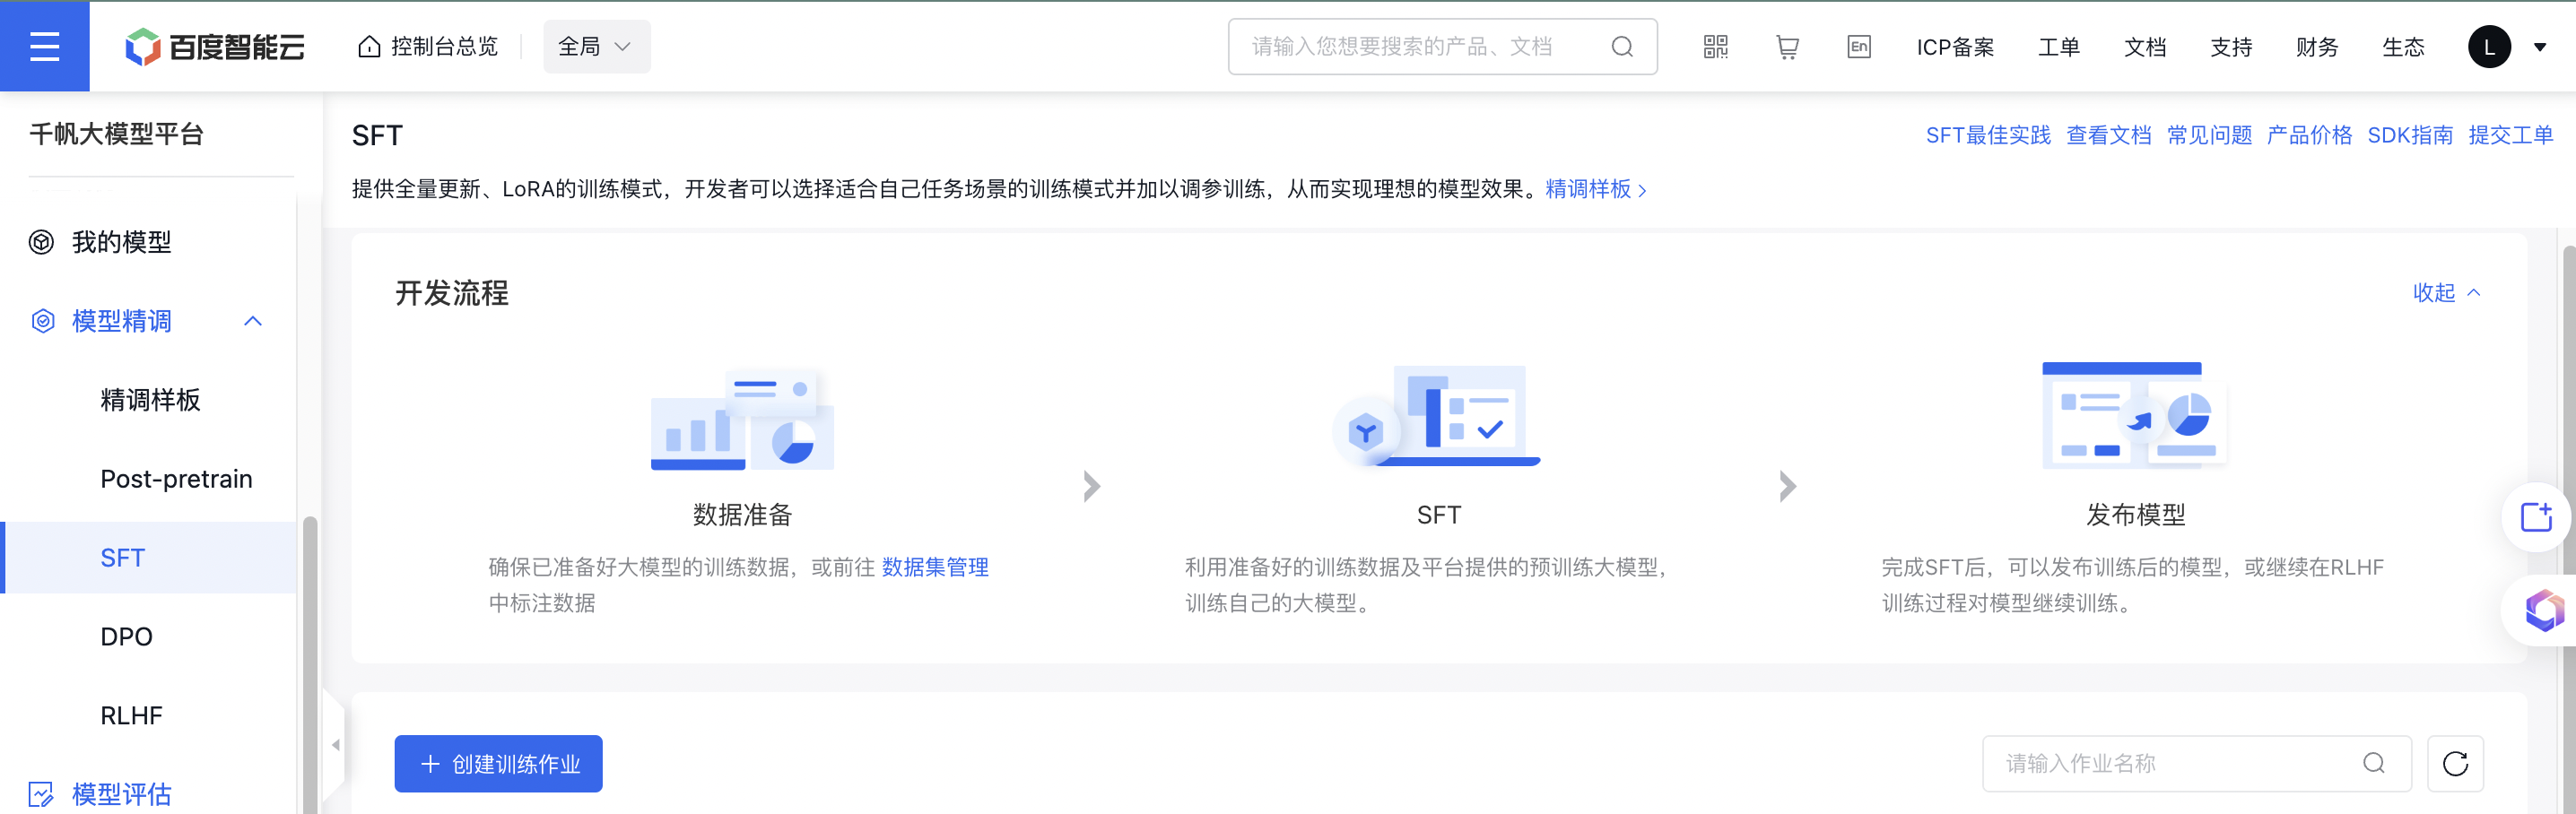 百度智能云
控制台总览
全局
请输入您想要搜索的产品、文档
En
ICP备案
工单
文档
支持
财务
生态
L
千帆大模型平台
我的模型
模型精调
精调样板
Post-pretrain
SFT
DPO
RLHF
模型评估
SFT
SFT最佳实践 查看文档 常见问题 产品价格 SDK指南 提交工单
提供全量更新、LoRA的训练模式，开发者可以选择适合自己任务场景的训练模式并加以调参训练，从而实现理想的模型效果。精调样板
开发流程
收起
数据准备
确保已准备好大模型的训练数据，或前往 数据集管理
中标注数据
SFT
利用准备好的训练数据及平台提供的预训练大模型，
训练自己的大模型。
发布模型
完成SFT后，可以发布训练后的模型，或继续在RLHF
训练过程对模型继续训练。
创建训练作业
请输入作业名称